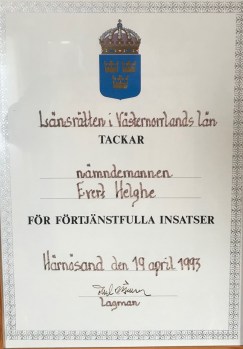 Länsrätten i Västernorrlands län
TACKAR
nämndemannen
Evert Helghe
FÖR FÖRTJÄNSTFULLA INSATSER
Härnösand den 19 april 1993
Lagman